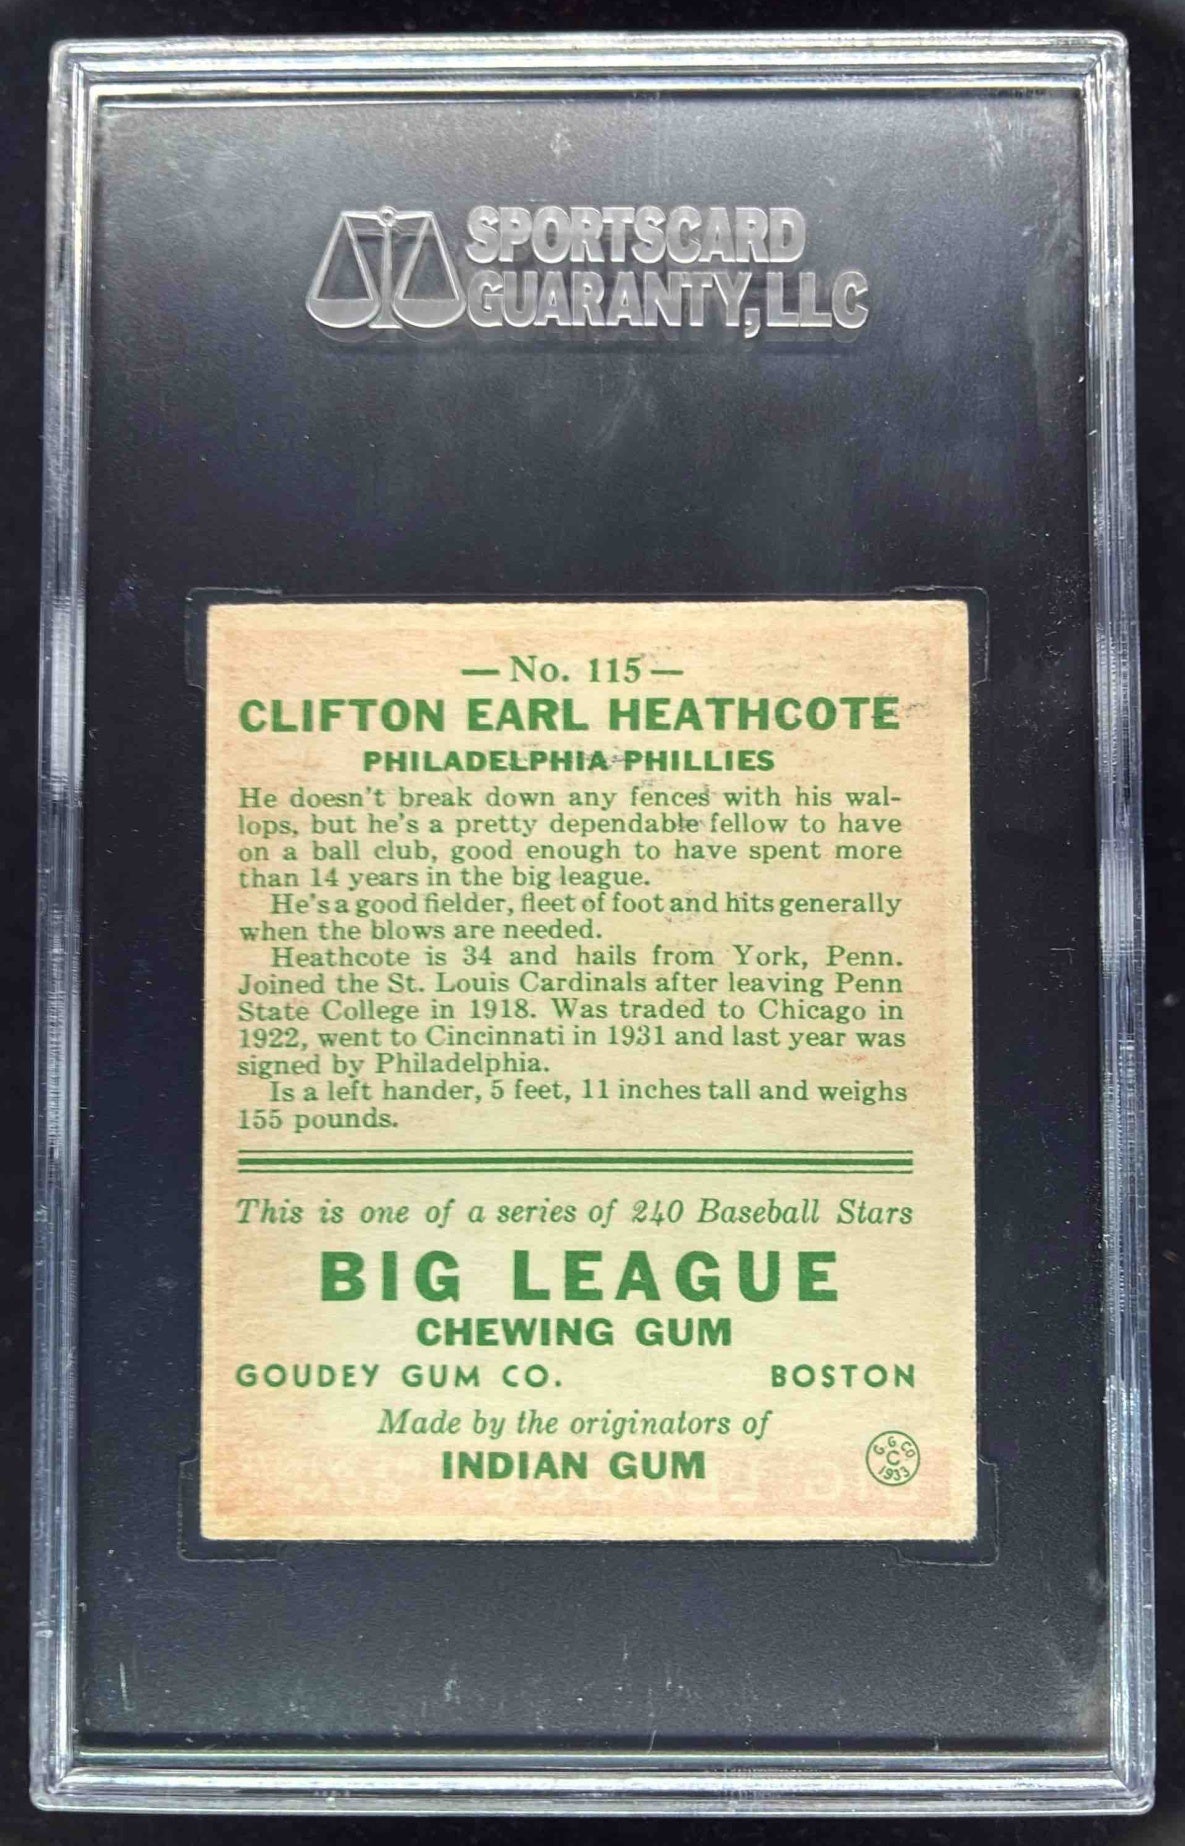 SPORTSCARD
GUARANTY, LLC
— No. 115 —
CLIFTON EARL HEATHCOTE
PHILADELPHIA PHILLIES
He doesn't break down any fences with his wal-
lops, but he's a pretty dependable fellow to have
on a ball club, good enough to have spent more
than 14 years in the big league.
He's a good fielder, fleet of foot and hits generally
when the blows are needed.
Heathcote is 34 and hails from York, Penn.
Joined the St. Louis Cardinals after leaving Penn
State College in 1918. Was traded to Chicago in
1922, went to Cincinnati in 1931 and last year was
signed by Philadelphia.
Is a left hander, 5 feet, 11 inches tall and weighs
155 pounds.
This is one of a series of 240 Baseball Stars
BIG LEAGUE
CHEWING GUM
GOUDEY GUM CO. BOSTON
Made by the originators of
INDIAN GUM
G G CO
C
1933